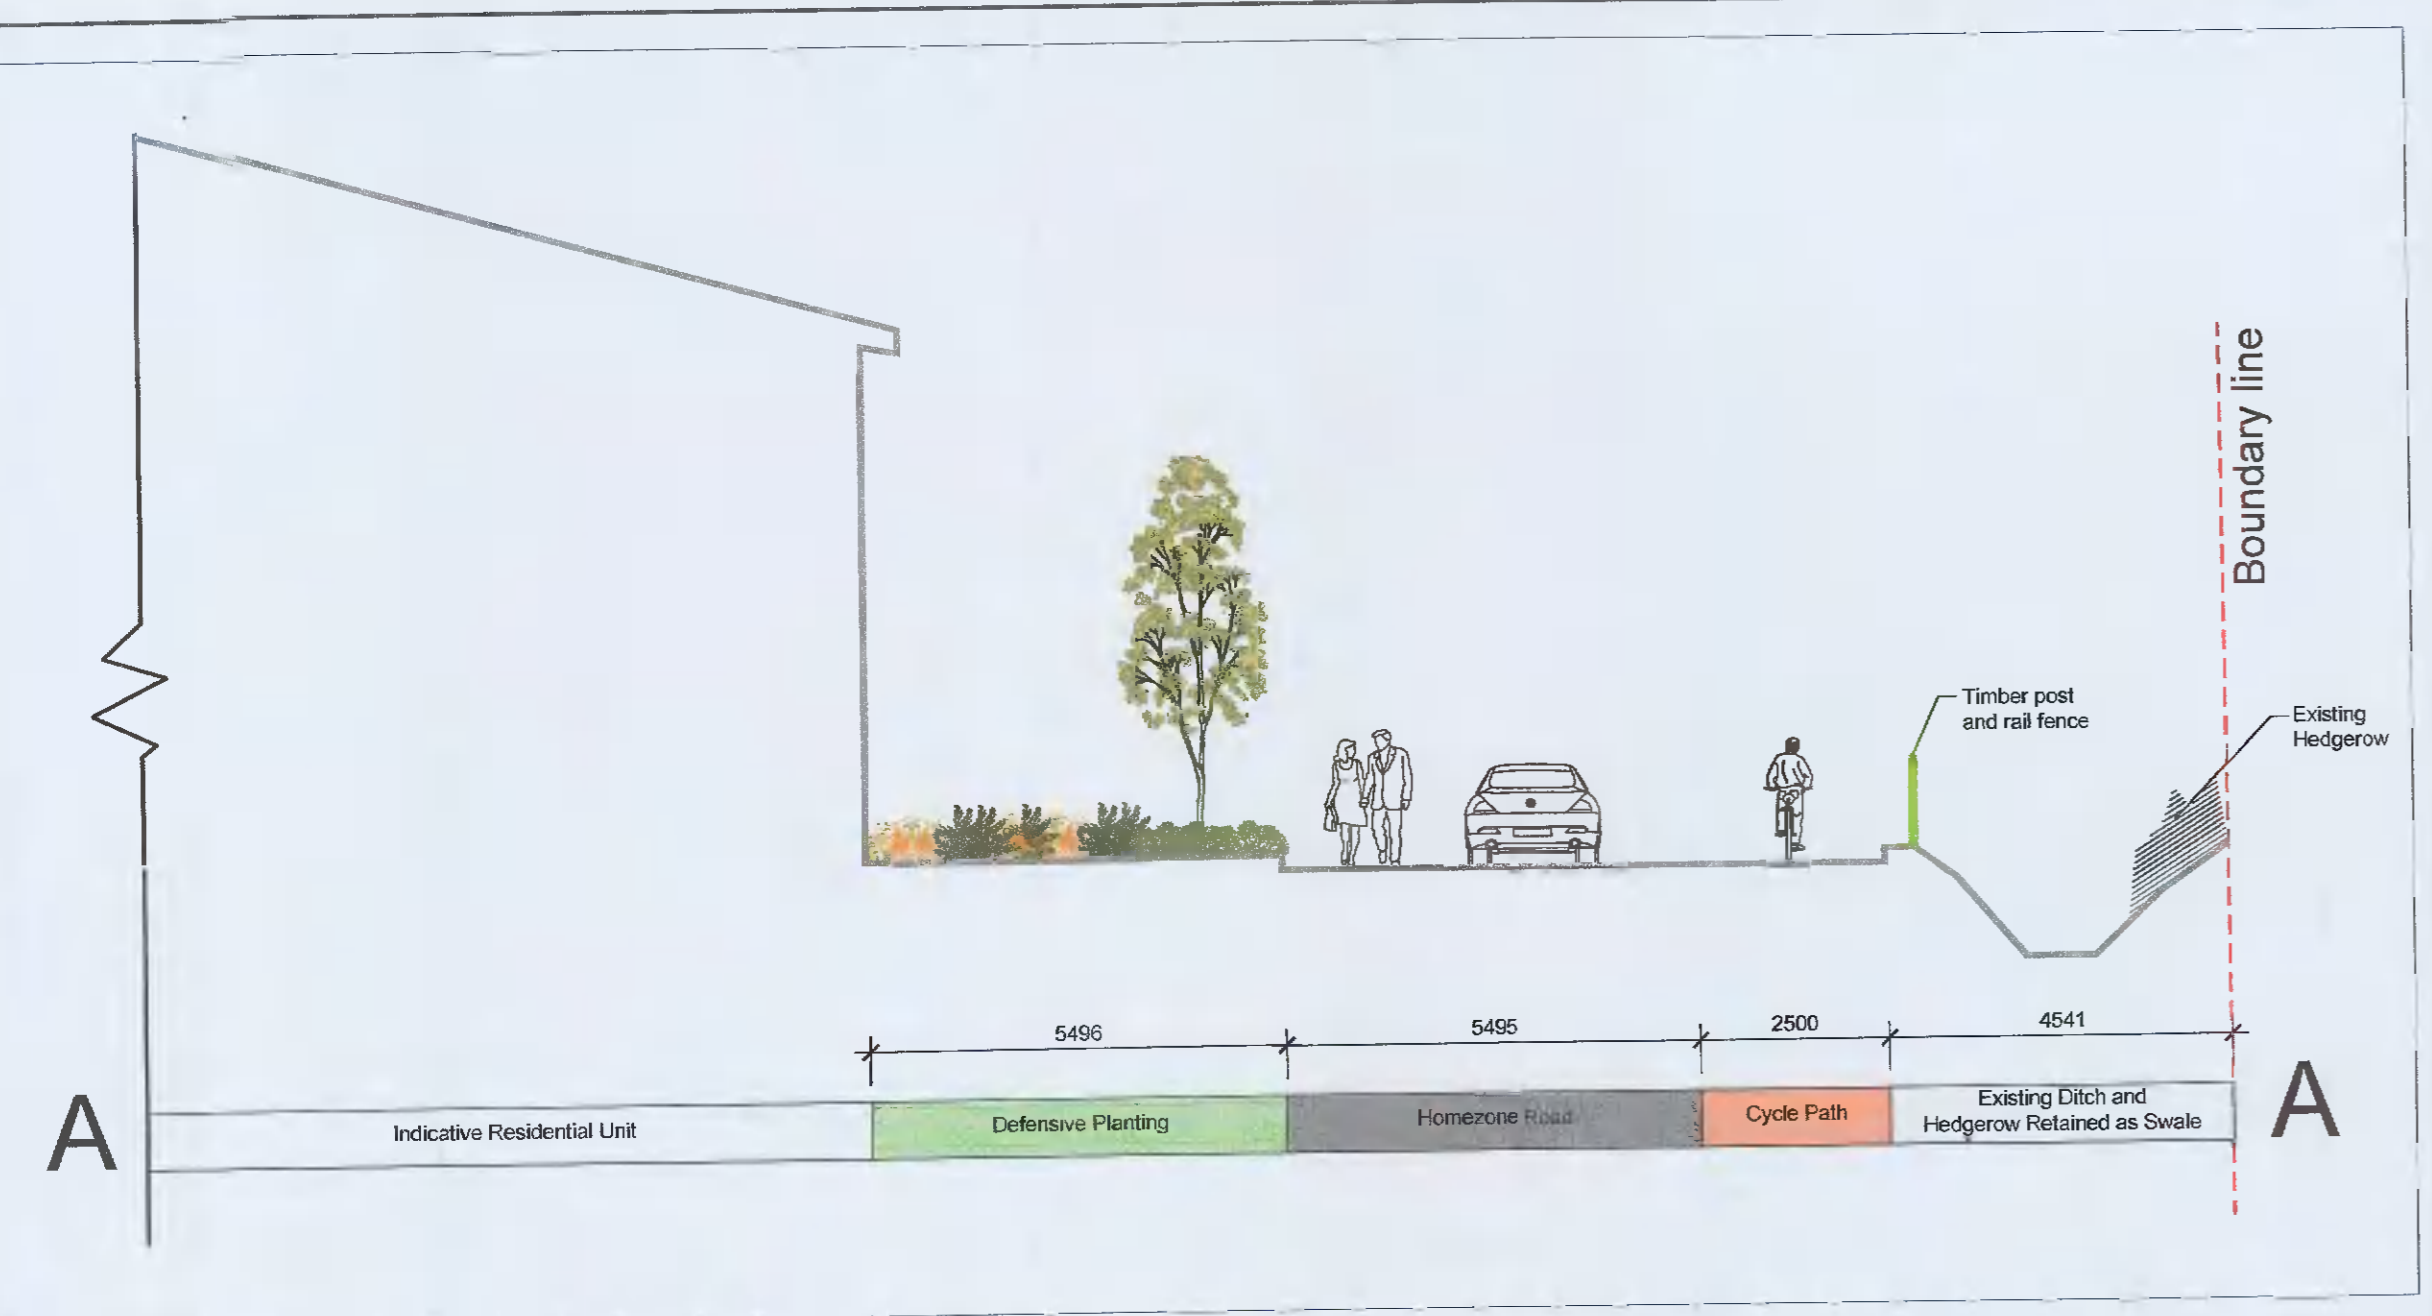 Boundary line
Timber post
and rail fence
Existing
Hedgerow
5496
5495
2500
4541
A
Indicative Residential Unit
Defensive Planting
Homezone Road
Cycle Path
Existing Ditch and
Hedgerow Retained as Swale
A